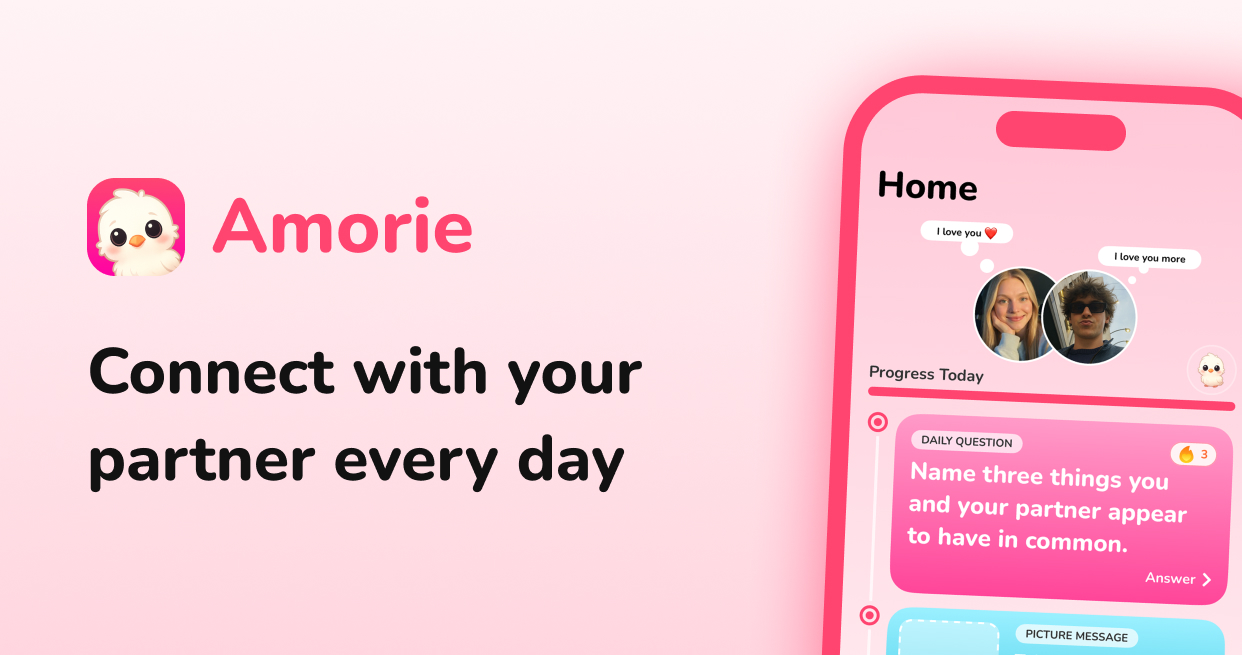 Amorie
Connect with your
partner every day
Home
I love you ❤️
I love you more
Progress Today
DAILY QUESTION
🔥 3
Name three things you
and your partner appear
to have in common.
Answer
PICTURE MESSAGE